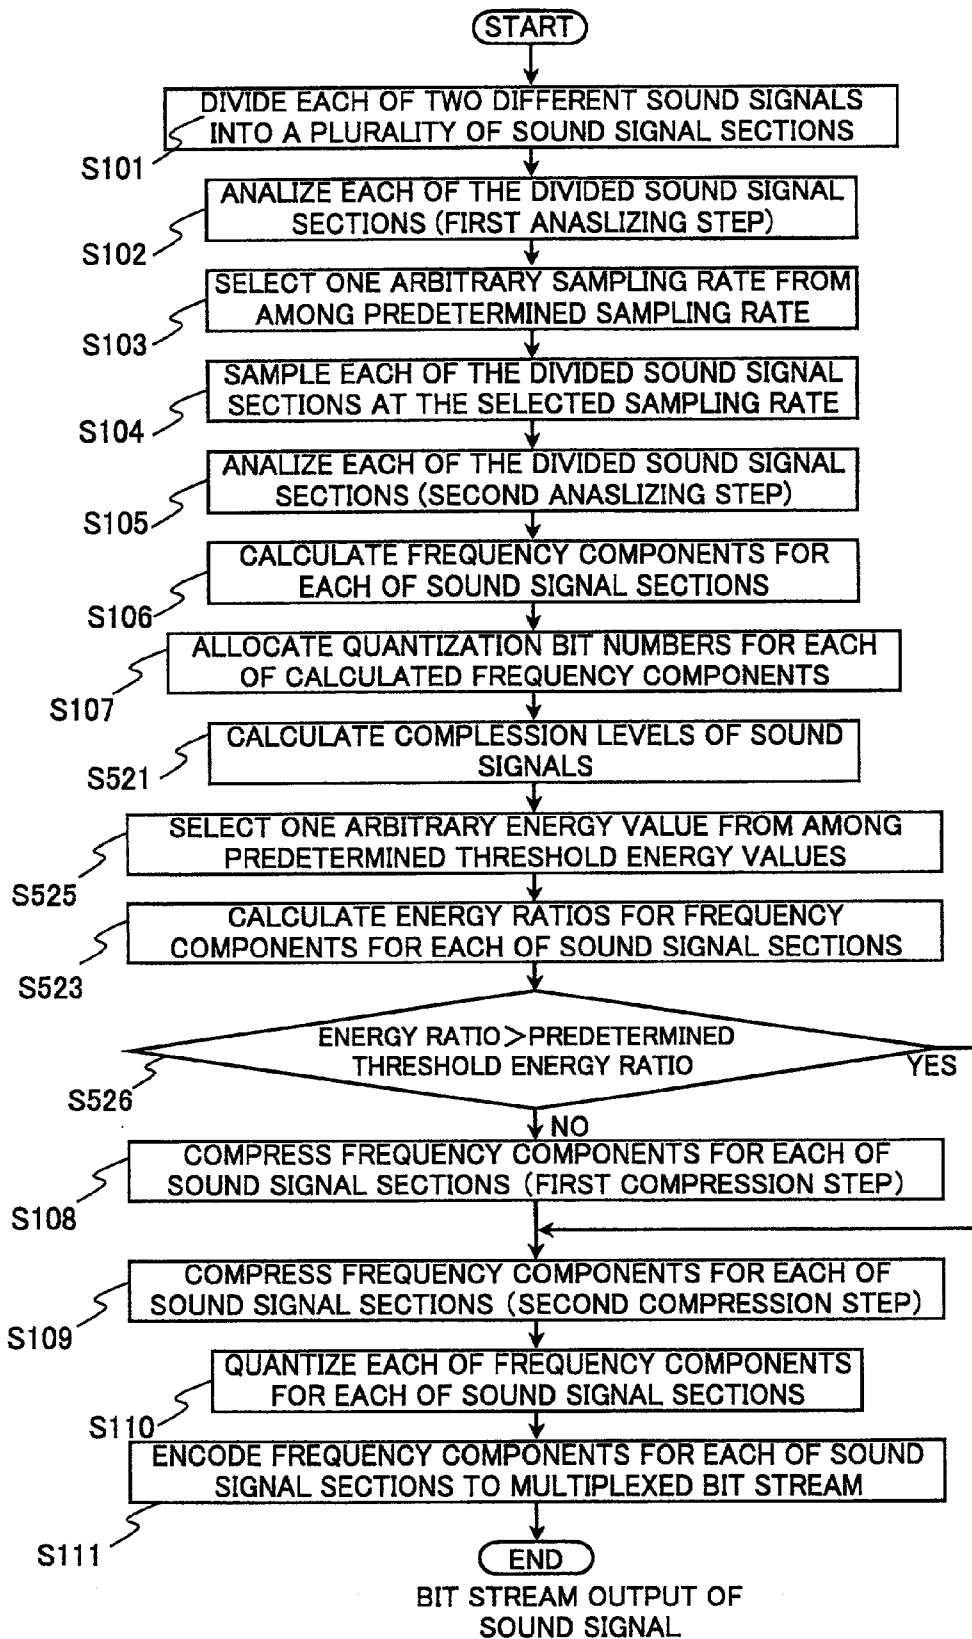 START
DIVIDE EACH OF TWO DIFFERENT SOUND SIGNALS
INTO A PLURALITY OF SOUND SIGNAL SECTIONS
S101
ANALIZE EACH OF THE DIVIDED SOUND SIGNAL
SECTIONS (FIRST ANASLIZING STEP)
S102
SELECT ONE ARBITRARY SAMPLING RATE FROM
AMONG PREDETERMINED SAMPLING RATE
S103
SAMPLE EACH OF THE DIVIDED SOUND SIGNAL
SECTIONS AT THE SELECTED SAMPLING RATE
S104
ANALIZE EACH OF THE DIVIDED SOUND SIGNAL
SECTIONS (SECOND ANASLIZING STEP)
S105
CALCULATE FREQUENCY COMPONENTS FOR
EACH OF SOUND SIGNAL SECTIONS
S106
ALLOCATE QUANTIZATION BIT NUMBERS FOR EACH
OF CALCULATED FREQUENCY COMPONENTS
S107
CALCULATE COMPLESSION LEVELS OF SOUND
SIGNALS
S521
SELECT ONE ARBITRARY ENERGY VALUE FROM AMONG
PREDETERMINED THRESHOLD ENERGY VALUES
S525
CALCULATE ENERGY RATIOS FOR FREQUENCY
COMPONENTS FOR EACH OF SOUND SIGNAL SECTIONS
S523
ENERGY RATIO>PREDETERMINED
THRESHOLD ENERGY RATIO
YES
S526
NO
COMPRESS FREQUENCY COMPONENTS FOR EACH OF
SOUND SIGNAL SECTIONS (FIRST COMPRESSION STEP)
S108
COMPRESS FREQUENCY COMPONENTS FOR EACH OF
SOUND SIGNAL SECTIONS (SECOND COMPRESSION STEP)
S109
QUANTIZE EACH OF FREQUENCY COMPONENTS
FOR EACH OF SOUND SIGNAL SECTIONS
S110
ENCODE FREQUENCY COMPONENTS FOR EACH OF SOUND
SIGNAL SECTIONS TO MULTIPLEXED BIT STREAM
S111
END
BIT STREAM OUTPUT OF
SOUND SIGNAL